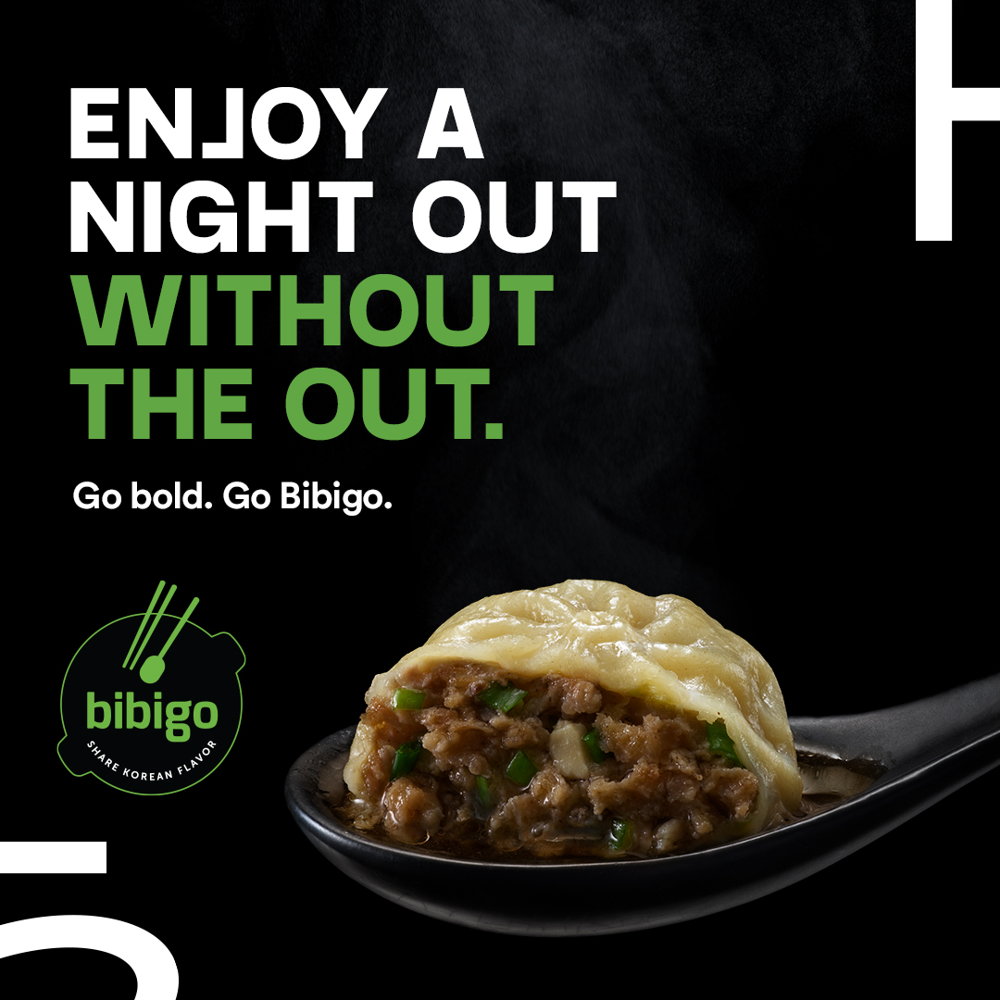 ENJOY A
NIGHT OUT
WITHOUT
THE OUT.
Go bold. Go Bibigo.
bibigo
SHARE KOREAN FLAVOR